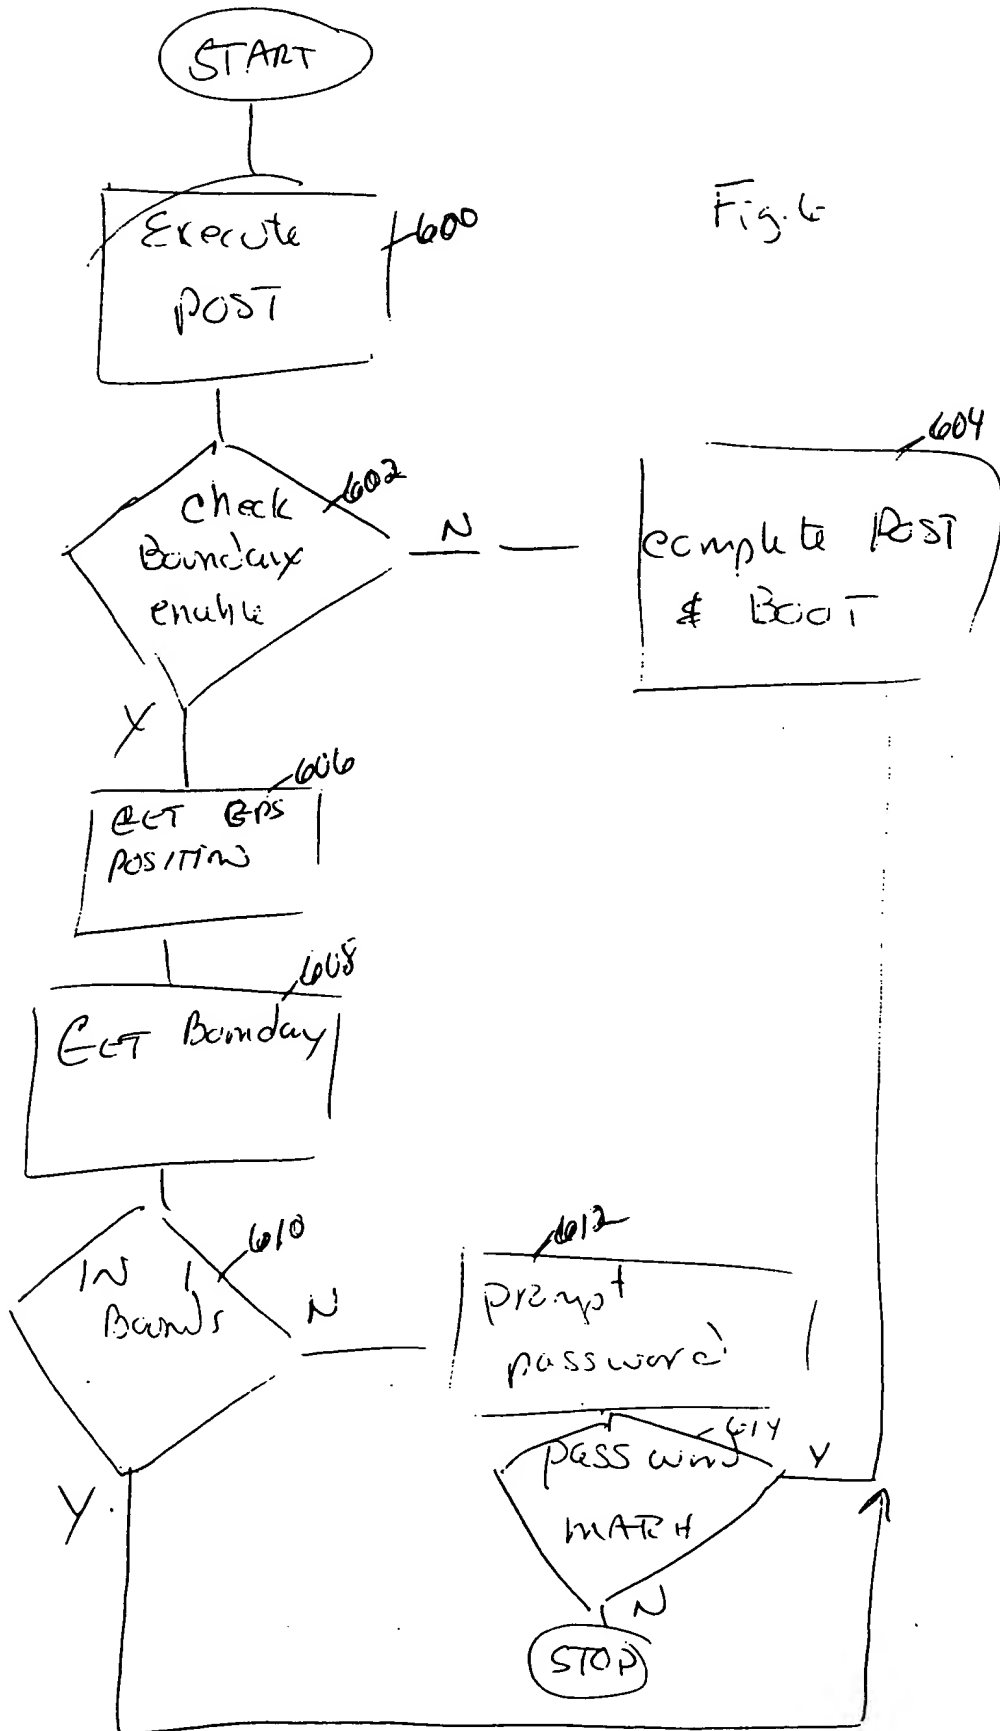 START
Fig. 6
Execute
POST
600
Check
Boundary
enable
602
N
604
complete POST
& BOOT
Y
606
GET GPS
POSITION
608
GET Boundary
610
IN
Bounds
N
612
prompt
password
614
password
MATCH
Y
Y
N
STOP